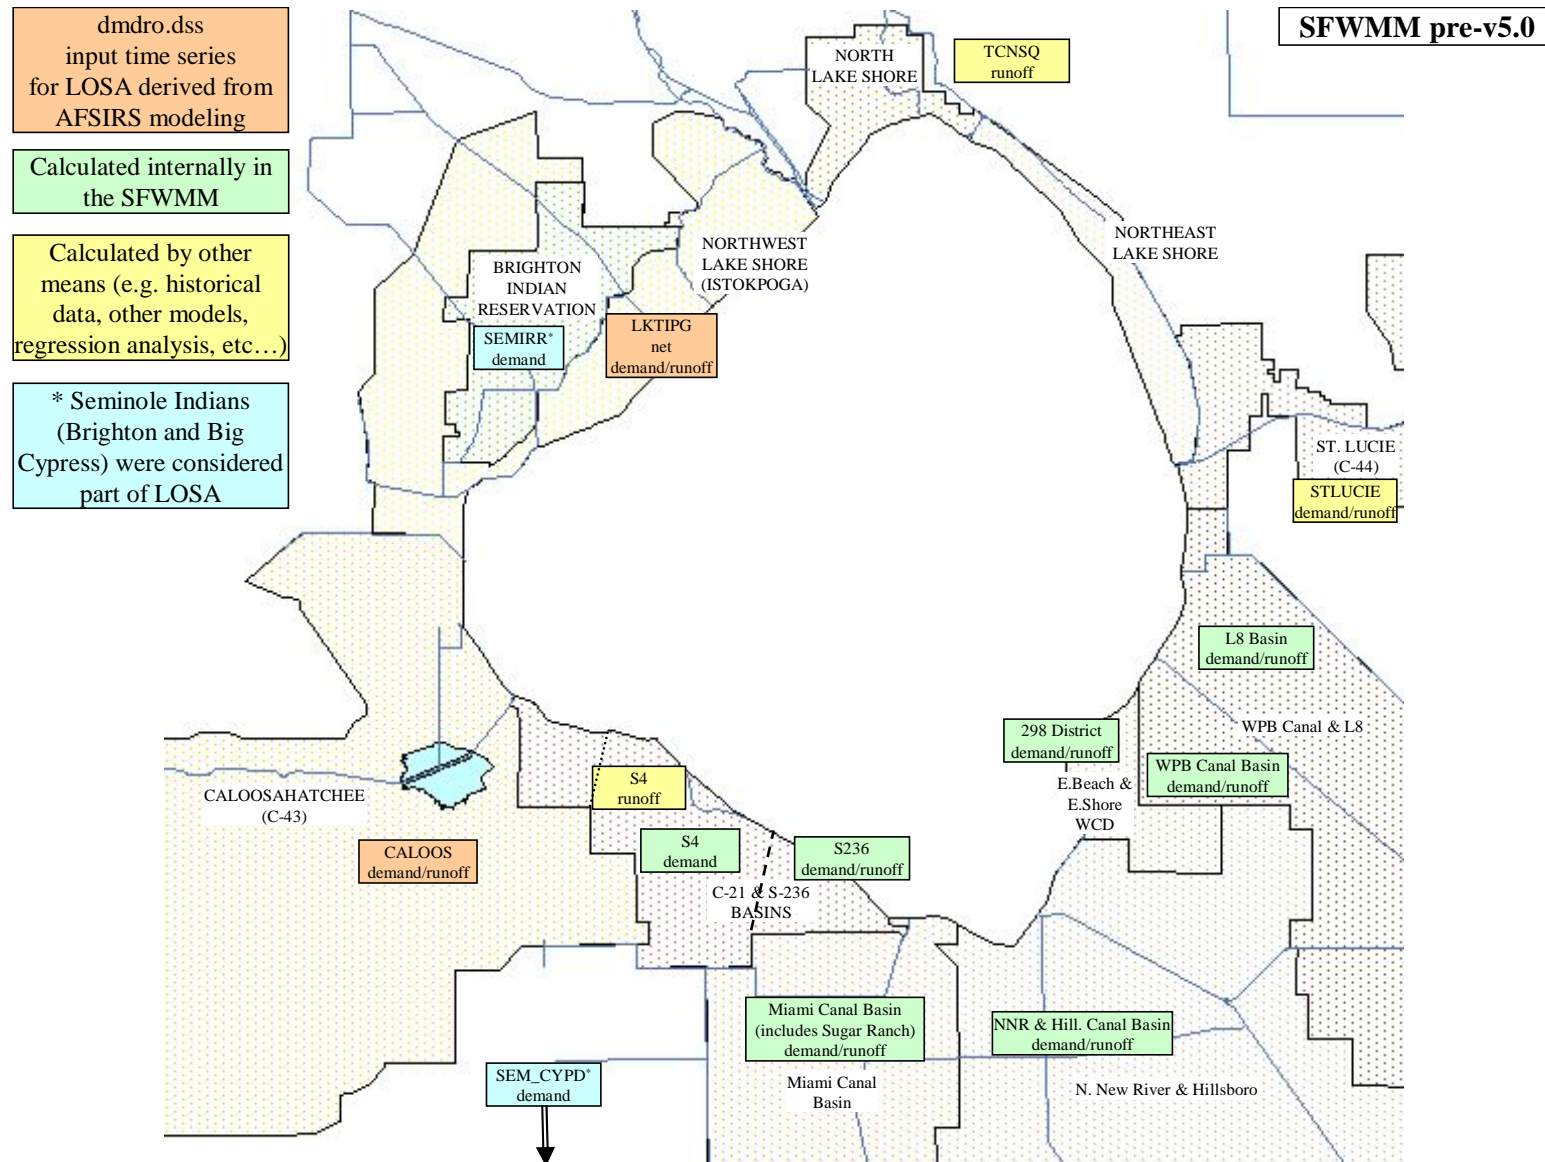 dmdro.dss
input time series
for LOSA derived from
AFSIRS modeling
Calculated internally in
the SFWMM
Calculated by other
means (e.g. historical
data, other models,
regression analysis, etc…)
* Seminole Indians
(Brighton and Big
Cypress) were considered
part of LOSA
SFWMM pre-v5.0
NORTH
LAKE SHORE
TCNSQ
runoff
NORTHWEST
LAKE SHORE
(ISTOKPOGA)
NORTHEAST
LAKE SHORE
BRIGHTON
INDIAN
RESERVATION
SEMIRR*
demand
LKTIPG
net
demand/runoff
ST. LUCIE
(C-44)
STLUCIE
demand/runoff
L8 Basin
demand/runoff
WPB Canal & L8
298 District
demand/runoff
WPB Canal Basin
demand/runoff
E.Beach &
E.Shore
WCD
CALOOSAHATCHEE
(C-43)
S4
runoff
CALOOS
demand/runoff
S4
demand
S236
demand/runoff
C-21 & S-236
BASINS
Miami Canal Basin
(includes Sugar Ranch)
demand/runoff
NNR & Hill. Canal Basin
demand/runoff
SEM_CYPD*
demand
Miami Canal
Basin
N. New River & Hillsboro